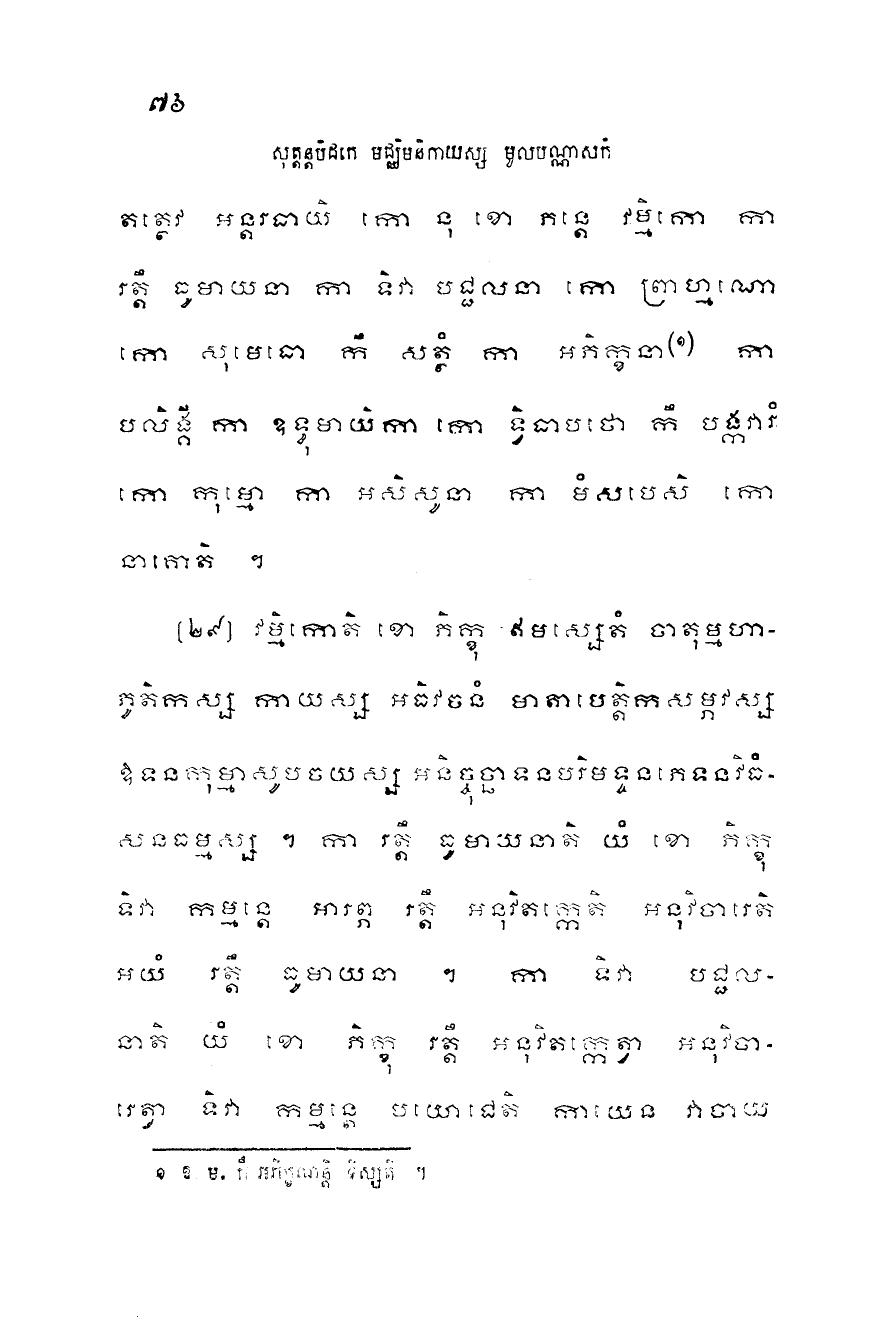 ៧៦
សុត្តន្តបិដកេ មជ្ឈិមនិកាយស្ស មូលបណ្ណាសកំ
តត្ថេវ អន្តរធាយិ កោ នុ ខោ ភន្តេ វម្មិកោ កា
រត្តឹ ធូមាយនា កា ទិវា បជ្ជលនា កោ ព្រាហ្មណោ
កោ សុមេធោ កឹ សត្ថំ កា អភិក្ខនា(១) កា
បលិង្គី កា ឧទ្ធុមាយិកា កោ ទ្វិធាបថោ កឹ បង្កវារំ
កោ កុម្មោ កា អសិសូនា កា មំសបេសិ កោ
នាគោតិ ។
(២៩) វម្មិកោតិ ខោ ភិក្ខុ ឥមស្សេតំ ចាតុម្មហា-
ភូតិកស្ស កាយស្ស អធិវចនំ មាតាបេត្តិកសម្ភវស្ស
ឱទនកុម្មាសូបចយស្ស អនិច្ចុច្ឆាទនបរិមទ្ទនភេទនវិធំ-
សនធម្មស្ស ។ កា រត្តឹ ធូមាយនាតិ យំ ខោ ភិក្ខុ
ទិវា កម្មន្តេ អារព្ភ រត្តឹ អនុវិតក្កេតិ អនុវិចារេតិ
អយំ រត្តឹ ធូមាយនា ។ កា ទិវា បជ្ជល-
នាតិ យំ ខោ ភិក្ខុ រត្តឹ អនុវិតក្កេត្វា អនុវិចា-
រេត្វា ទិវា កម្មន្តេ បយោជេតិ កាយេន វាចាយ
១ ឱ. ម. កឹ អភិក្ខណន្តិ ទិស្សតិ ។